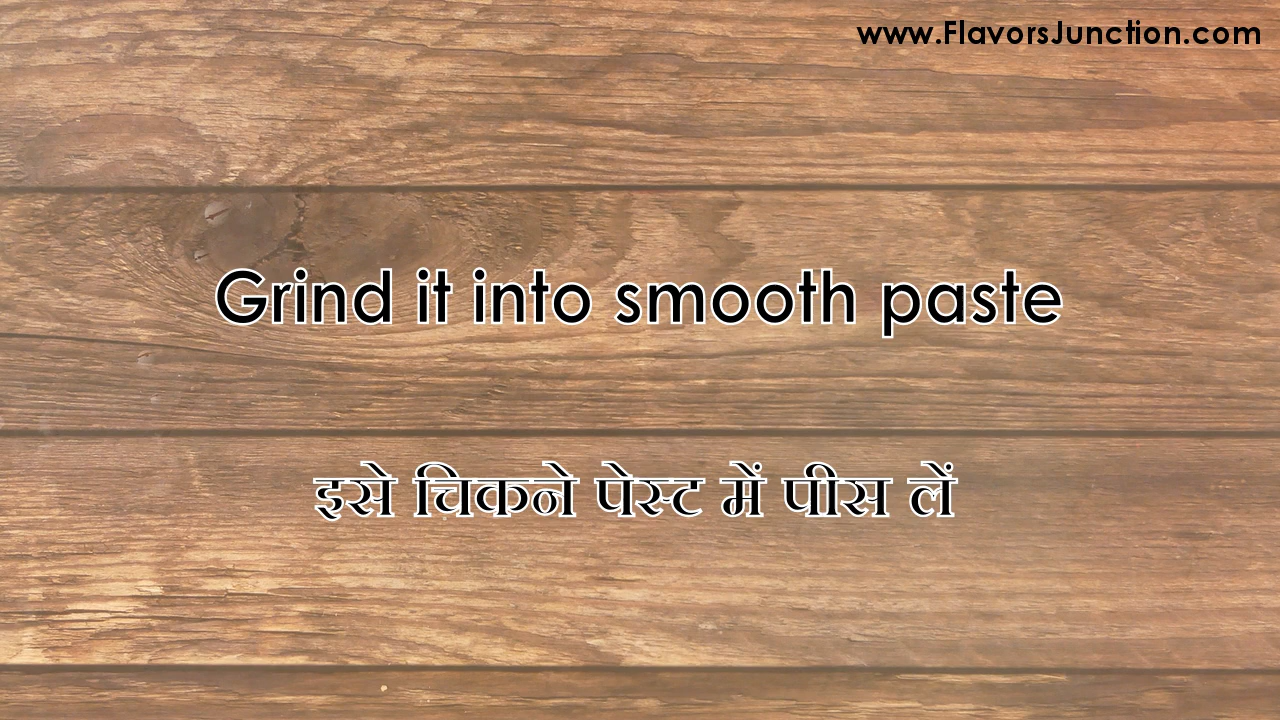 www.FlavorsJunction.com
Grind it into smooth paste
इसे चिकने पेस्ट में पीस लें